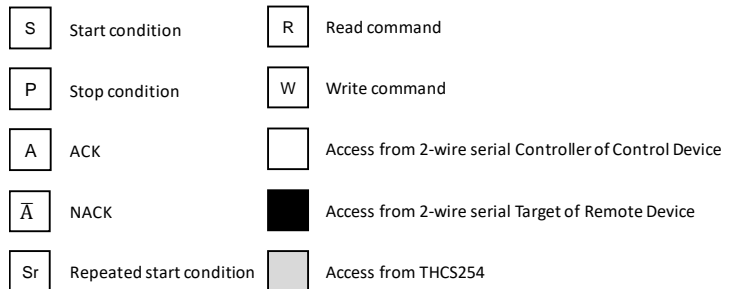 S Start condition R Read command
P Stop condition W Write command
A ACK Access from 2-wire serial Controller of Control Device
A̅ NACK Access from 2-wire serial Target of Remote Device
Sr Repeated start condition Access from THCS254